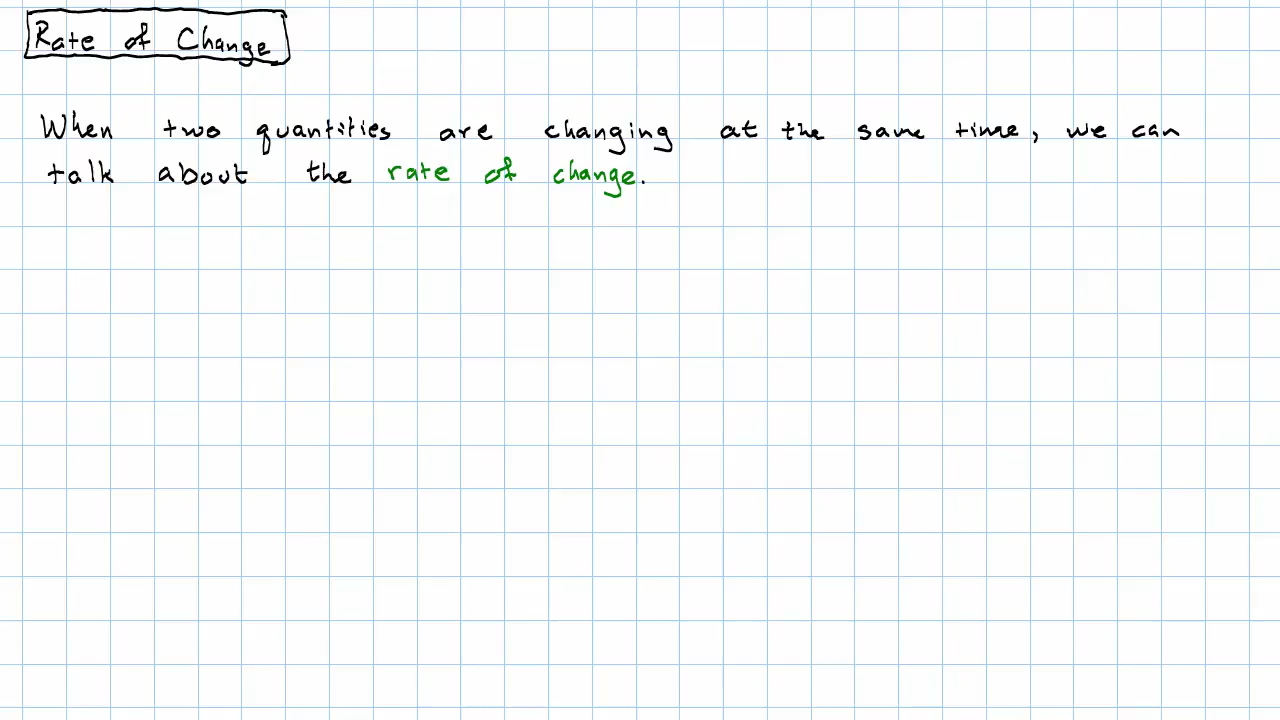 Rate of Change
When two quantities are changing at the same time, we can
talk about the rate of change.